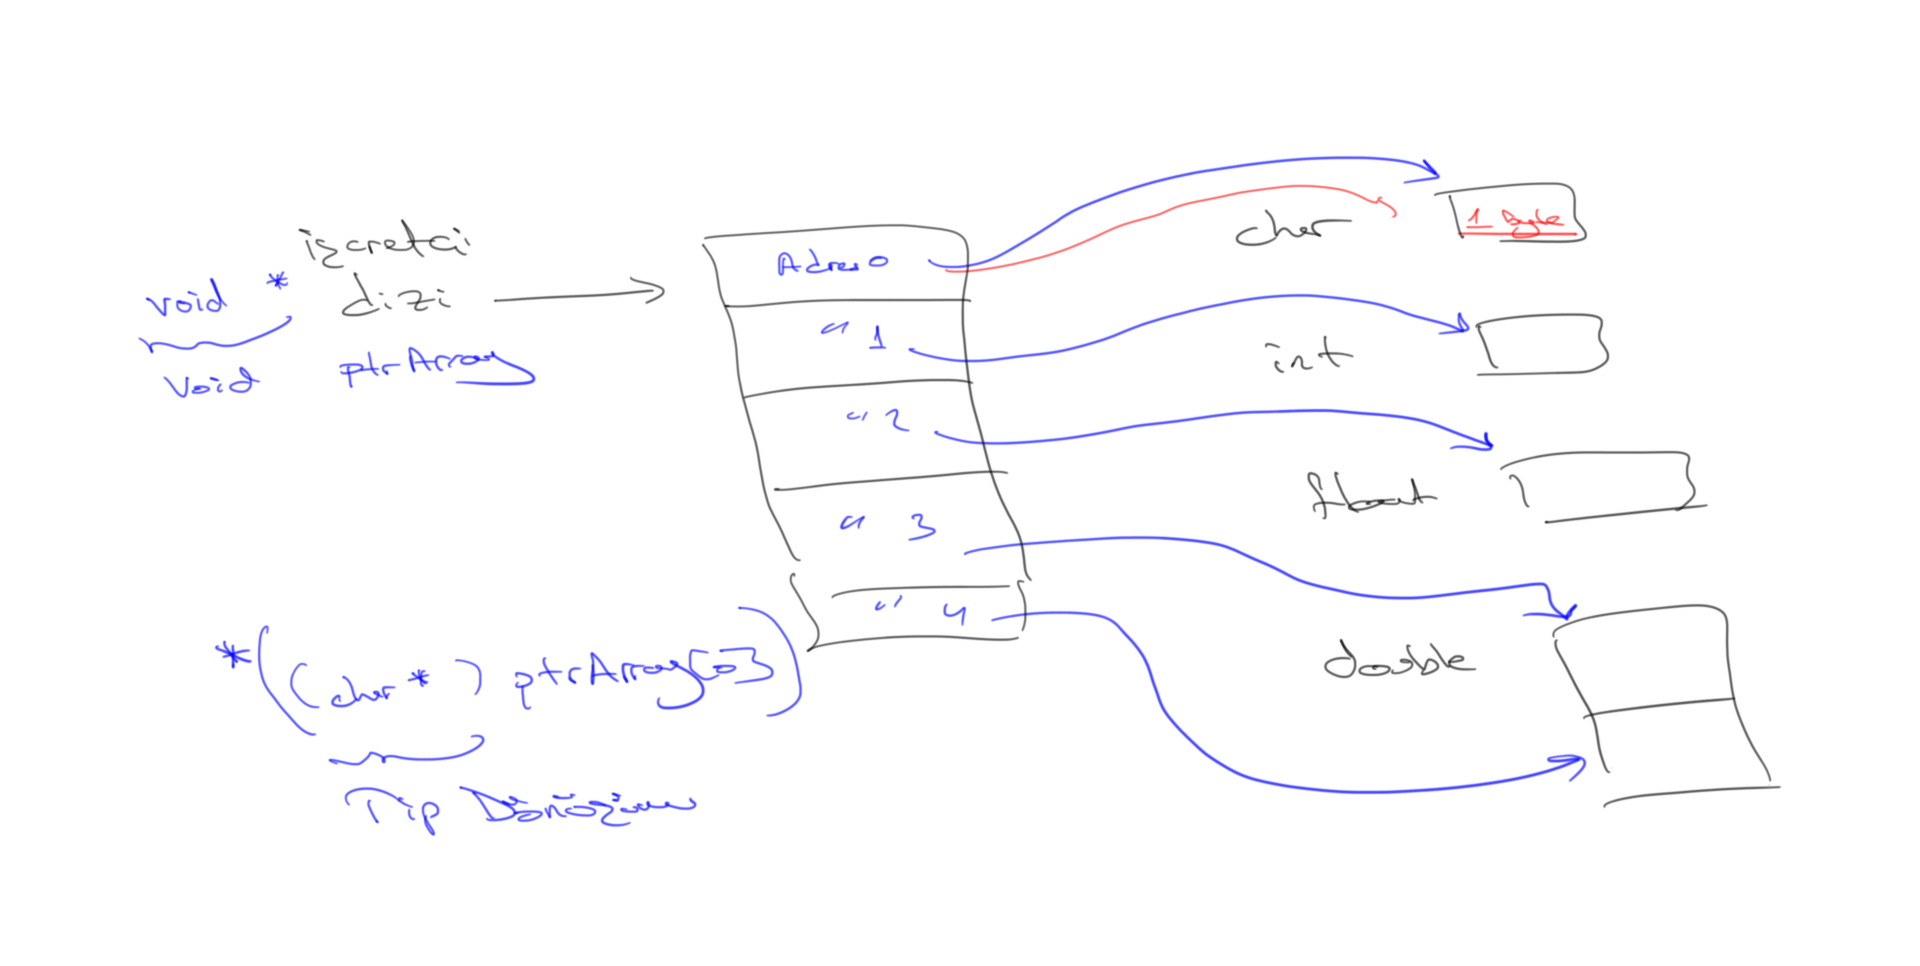 işaretçi
void * dizi
void ptrArray
Adres 0
" 1
" 2
" 3
" 4
char
1 Byte
int
float
double
*((char*) ptrArray[0])
Tip Dönüşümü